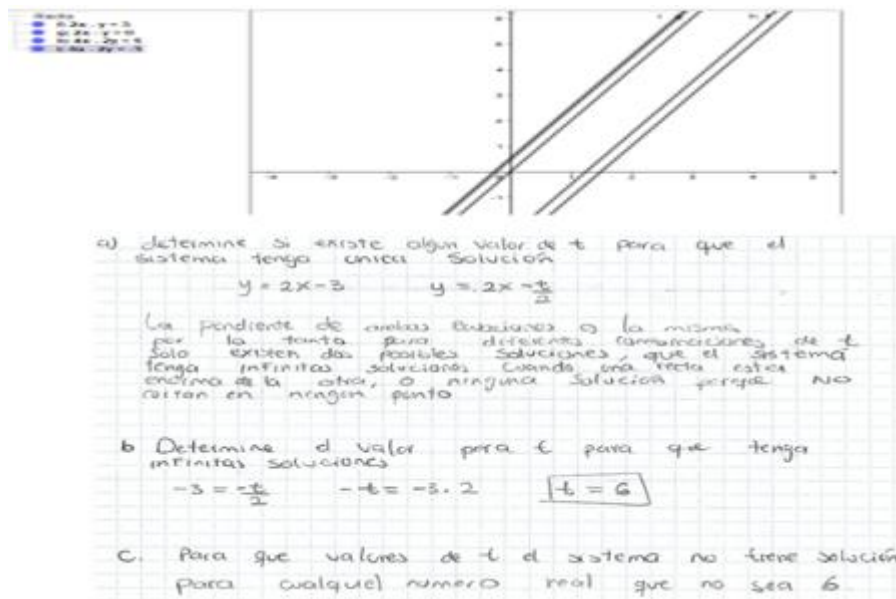 a) determine si existe algun valor de t para que el
sistema tenga unica solución
y = 2x - 3 y = 2x - t/2
La pendiente de ambas es la misma
por lo tanto para diferentes de t
solo existen dos posibles soluciones, que el sistema
tenga infinitas soluciones cuando una recta esta
encima de la otra, o ninguna solución porque NO
en ningun punto
b Determine el valor para t para que tenga
infinitas soluciones
-3 = -t/2 -t = -3 . 2 t = 6
C. Para que valores de t el sistema no tiene solución
Para cualquier numero real que no sea 6